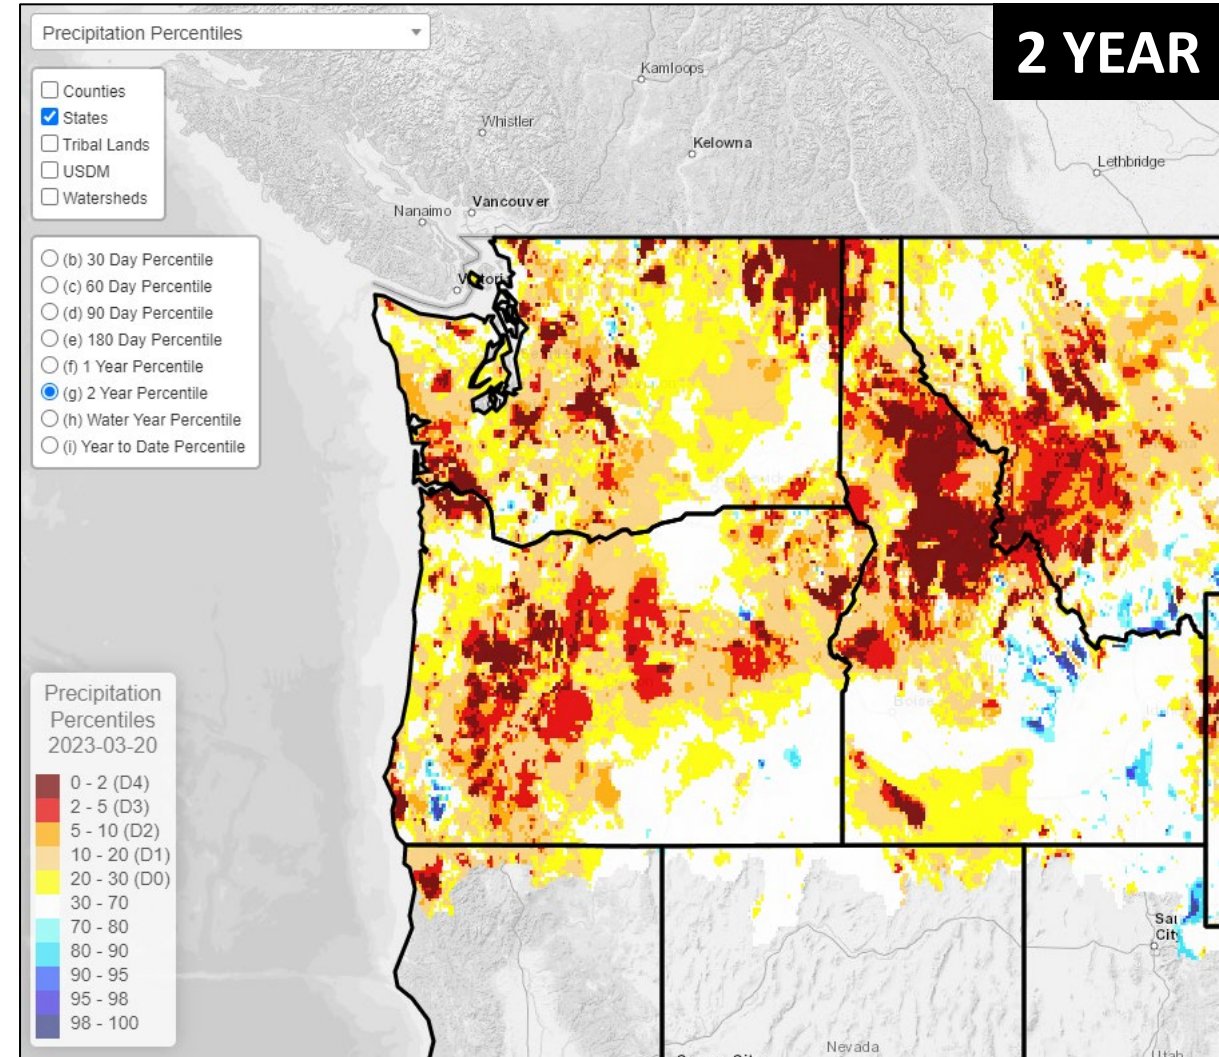 Precipitation Percentiles
2 YEAR
Counties
States
Tribal Lands
USDM
Watersheds
Kamloops
Whistler
Kelowna
Lethbridge
Vancouver
Nanaimo
(b) 30 Day Percentile
(c) 60 Day Percentile
(d) 90 Day Percentile
(e) 180 Day Percentile
(f) 1 Year Percentile
(g) 2 Year Percentile
(h) Water Year Percentile
(i) Year to Date Percentile
Boise
Precipitation
Percentiles
2023-03-20
0 - 2 (D4)
2 - 5 (D3)
5 - 10 (D2)
10 - 20 (D1)
20 - 30 (D0)
30 - 70
70 - 80
80 - 90
90 - 95
95 - 98
98 - 100
Nevada
Utah